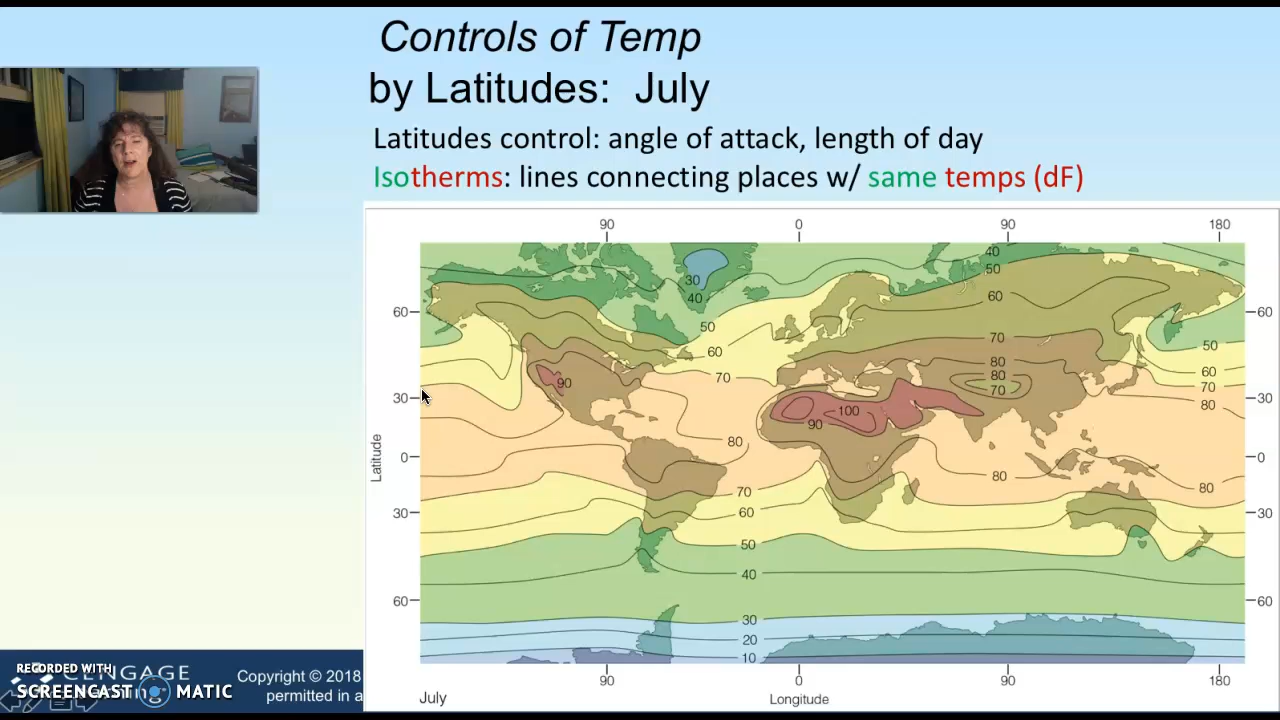 Controls of Temp
by Latitudes: July
Latitudes control: angle of attack, length of day
Isotherms: lines connecting places w/ same temps (dF)
90 0 90 180
40
30 50
40 60
60 60
50 70 50
60 80 60
70 80 70
90 70
30 80 30
100
90
80
Latitude
0 80 0
70 80
60
30 30
50
40
60 60
30
20
10
90 0 90 180
July Longitude
RECORDED WITH
CENGAGE
SCREENCAST MATIC
Copyright © 2018
permitted in a